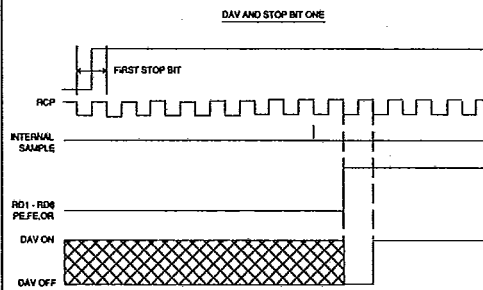 DAV AND STOP BIT ONE
FIRST STOP BIT
RCP
INTERNAL
SAMPLE
RD1 - RD8
PE,FE,OR
DAV ON
DAV OFF